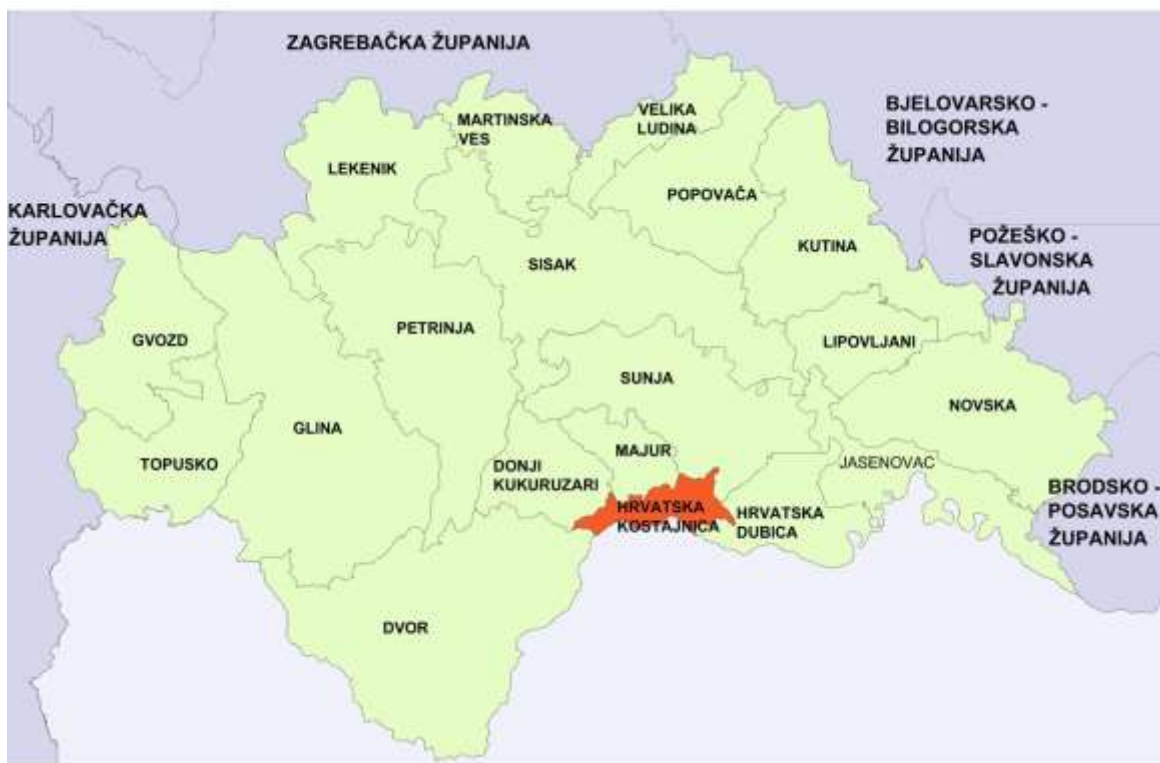 ZAGREBAČKA ŽUPANIJA
VELIKA
LUDINA
MARTINSKA
VES
BJELOVARSKO -
BILOGORSKA
ŽUPANIJA
LEKENIK
POPOVAČA
KARLOVAČKA
ŽUPANIJA
KUTINA
POŽEŠKO -
SLAVONSKA
ŽUPANIJA
SISAK
PETRINJA
GVOZD
LIPOVLJANI
SUNJA
NOVSKA
GLINA
MAJUR
TOPUSKO
DONJI
KUKURUZARI
JASENOVAC
BRODSKO -
POSAVSKA
ŽUPANIJA
HRVATSKA
KOSTAJNICA
HRVATSKA
DUBICA
DVOR